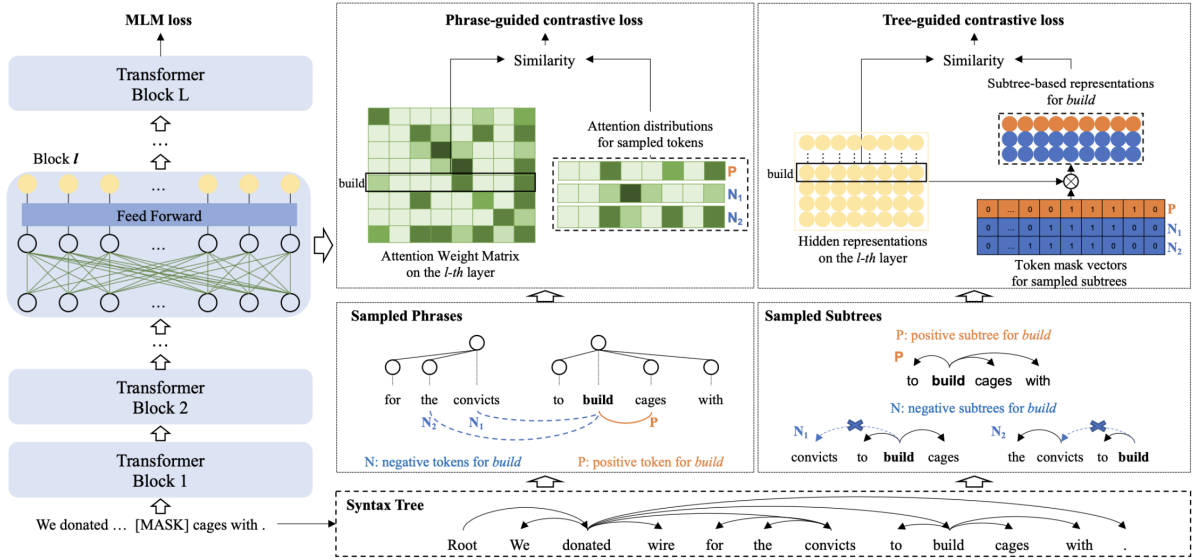 MLM loss
Transformer
Block L
...
Block l
...
Feed Forward
...
...
...
Transformer
Block 2
Transformer
Block 1
We donated ... [MASK] cages with .
Phrase-guided contrastive loss
Similarity
Attention distributions
for sampled tokens
build
P
N1
N2
Attention Weight Matrix
on the l-th layer
Tree-guided contrastive loss
Similarity
Subtree-based representations
for build
build
Hidden representations
on the l-th layer
0 ... 0 0 1 1 1 1 0 P
0 ... 0 1 1 1 1 0 0 N1
0 ... 1 1 1 1 0 0 0 N2
Token mask vectors
for sampled subtrees
Sampled Phrases
for the convicts to build cages with
N2 N1 P
N: negative tokens for build P: positive token for build
Sampled Subtrees
P: positive subtree for build
P
to build cages with
N: negative subtrees for build
N1 N2
convicts to build cages the convicts to build
Syntax Tree
Root We donated wire for the convicts to build cages with .